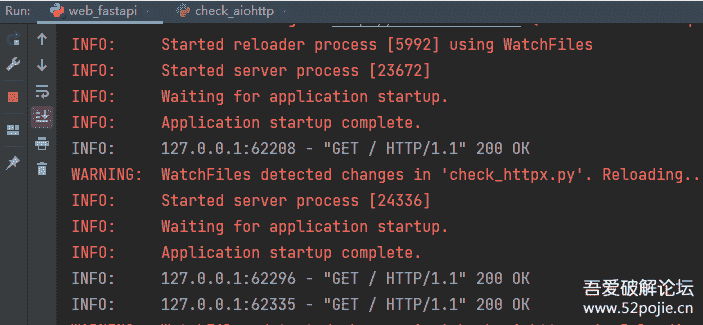 Run: web_fastapi check_aiohttp
INFO: Started reloader process [5992] using WatchFiles
INFO: Started server process [23672]
INFO: Waiting for application startup.
INFO: Application startup complete.
INFO: 127.0.0.1:62208 - "GET / HTTP/1.1" 200 OK
WARNING: WatchFiles detected changes in 'check_httpx.py'. Reloading..
INFO: Started server process [24336]
INFO: Waiting for application startup.
INFO: Application startup complete.
INFO: 127.0.0.1:62296 - "GET / HTTP/1.1" 200 OK
INFO: 127.0.0.1:62335 - "GET / HTTP/1.1" 200 OK
吾爱破解论坛
www.52pojie.cn